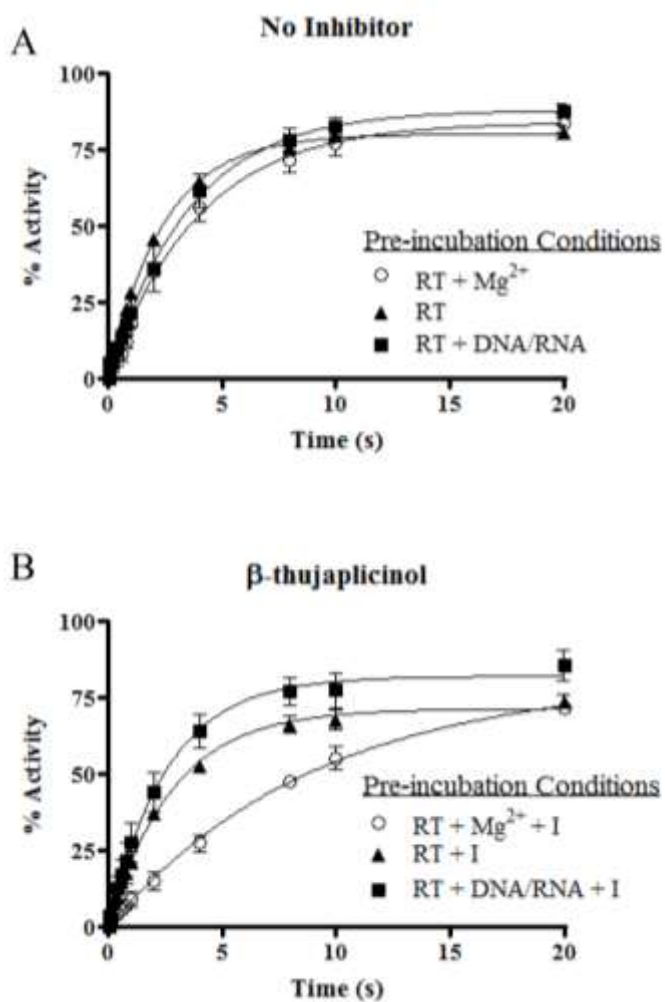 A
No Inhibitor
100
75
50
25
0
% Activity
Pre-incubation Conditions
RT + Mg²⁺
RT
RT + DNA/RNA
0 5 10 15 20
Time (s)
B
β-thujaplicinol
100
75
50
25
0
% Activity
Pre-incubation Conditions
RT + Mg²⁺ + I
RT + I
RT + DNA/RNA + I
0 5 10 15 20
Time (s)